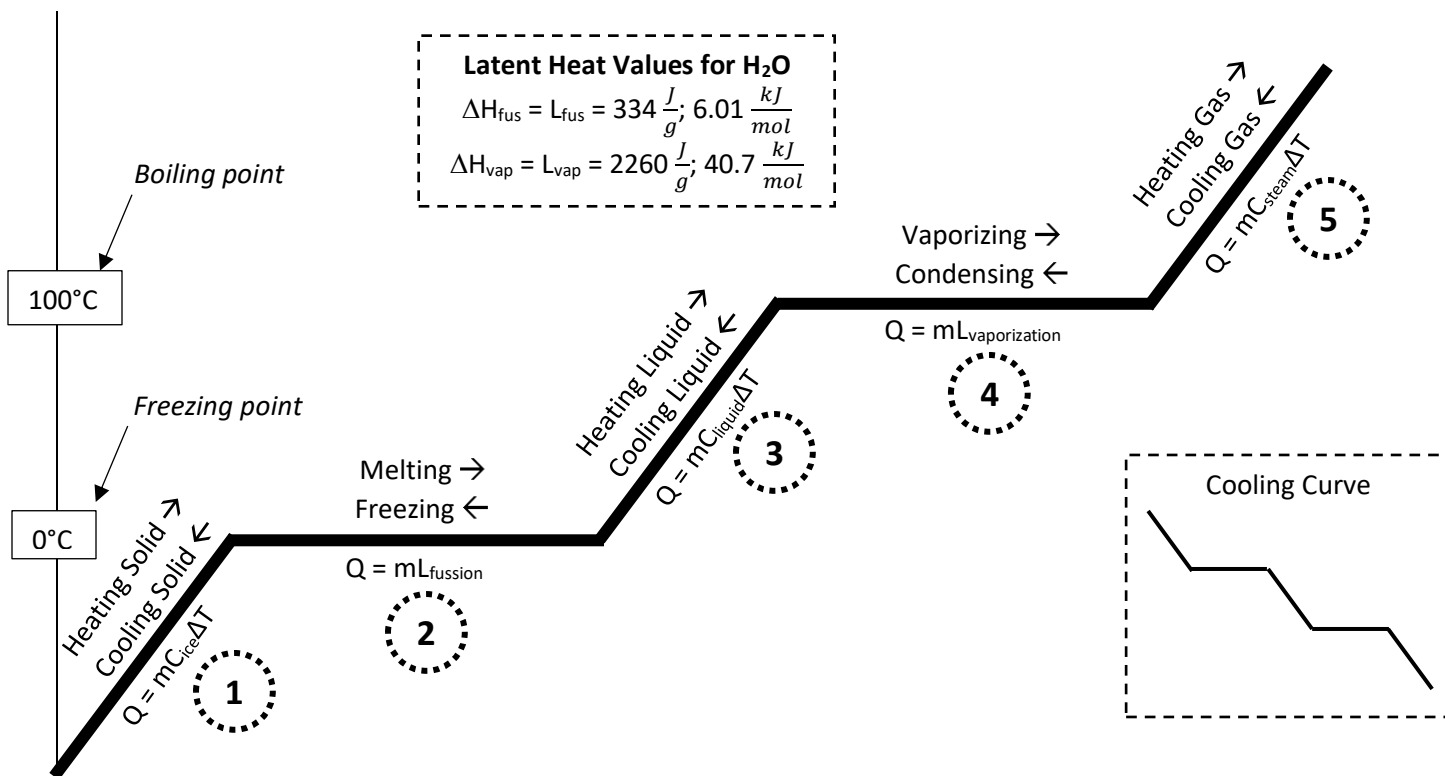 Latent Heat Values for H₂O
ΔHfus = Lfus = 334 J/g; 6.01 kJ/mol
ΔHvap = Lvap = 2260 J/g; 40.7 kJ/mol
Boiling point
100°C
Freezing point
0°C
Heating Solid →
Cooling Solid ←
Q = mCiceΔT
1
Melting →
Freezing ←
Q = mLfussion
2
Heating Liquid →
Cooling Liquid ←
Q = mCliquidΔT
3
Vaporizing →
Condensing ←
Q = mLvaporization
4
Heating Gas →
Cooling Gas ←
Q = mCsteamΔT
5
Cooling Curve